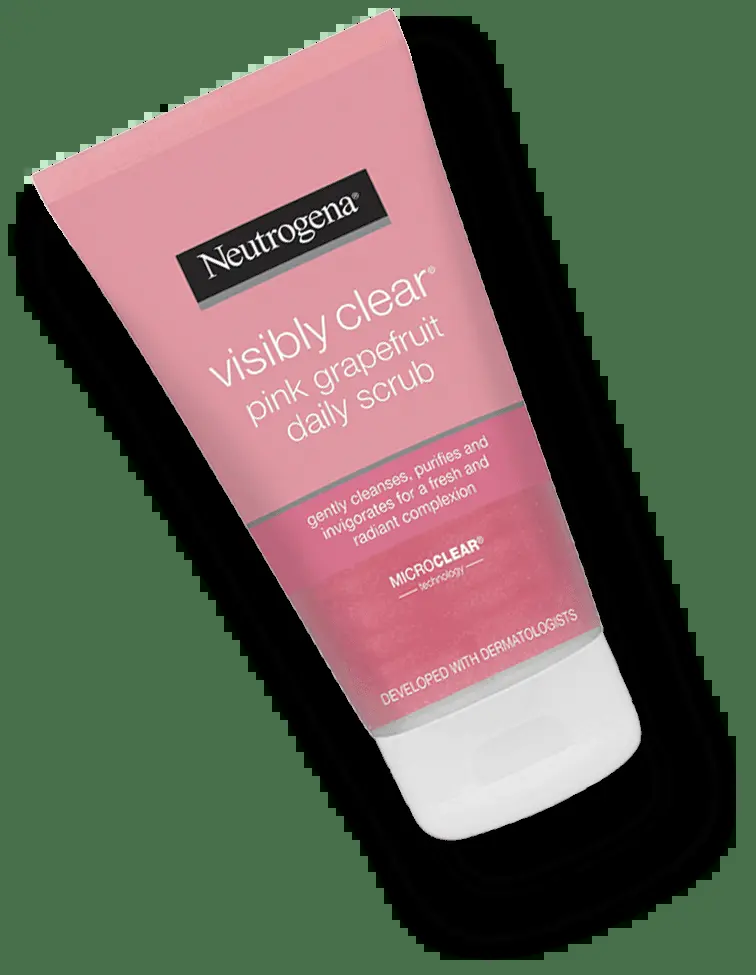 Neutrogena®
visibly clear®
pink grapefruit
daily scrub
gently cleanses, purifies and
invigorates for a fresh and
radiant complexion
MICROCLEAR®
technology
DEVELOPED WITH DERMATOLOGISTS